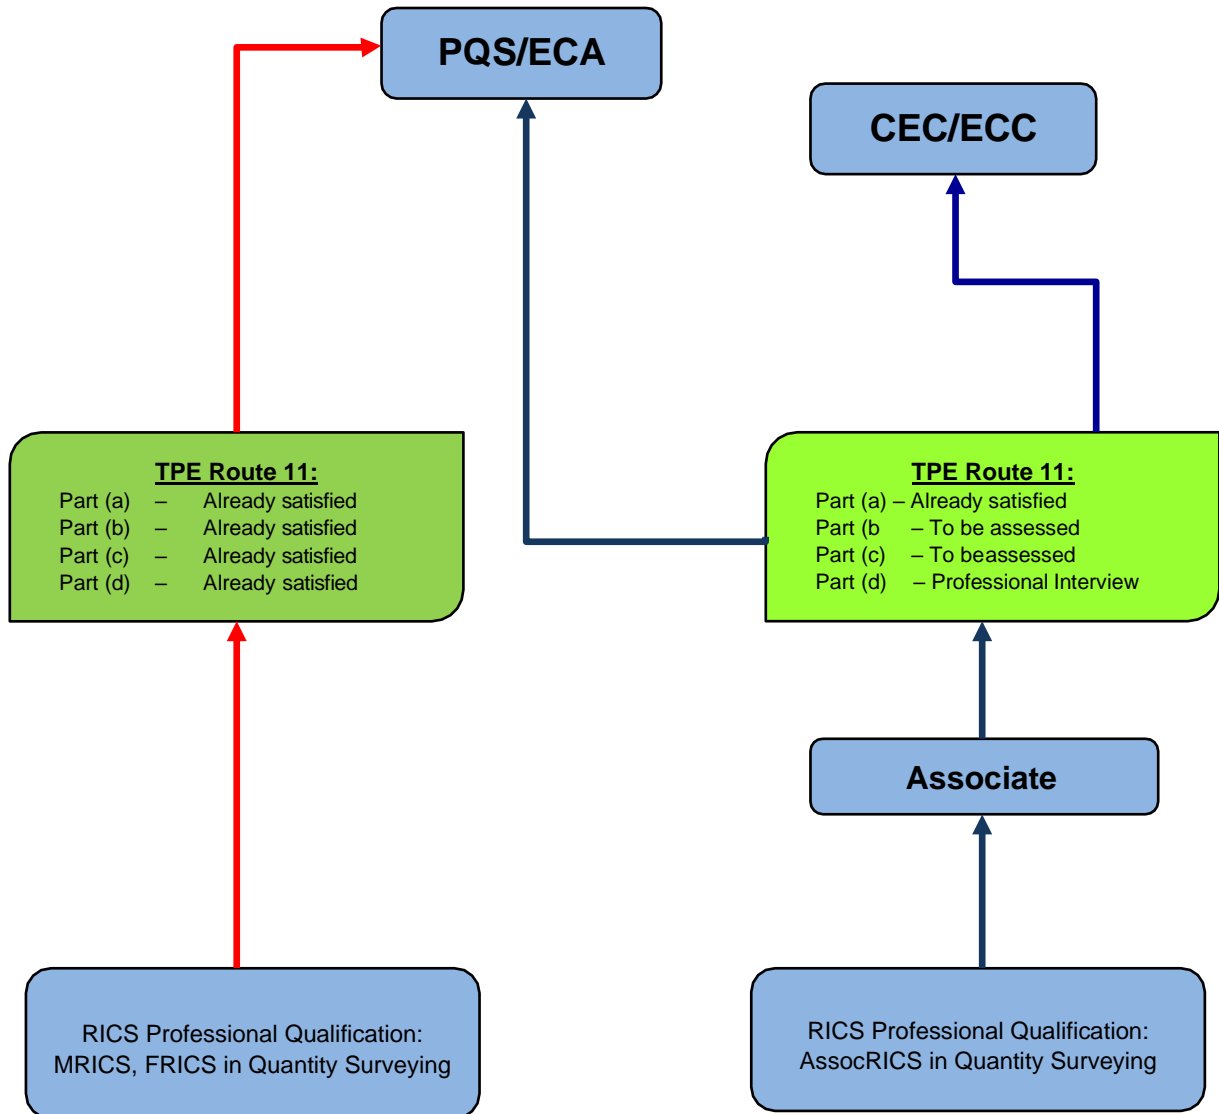 PQS/ECA
CEC/ECC
TPE Route 11:
Part (a) – Already satisfied
Part (b) – Already satisfied
Part (c) – Already satisfied
Part (d) – Already satisfied
TPE Route 11:
Part (a) – Already satisfied
Part (b – To be assessed
Part (c) – To beassessed
Part (d) – Professional Interview
Associate
RICS Professional Qualification:
MRICS, FRICS in Quantity Surveying
RICS Professional Qualification:
AssocRICS in Quantity Surveying